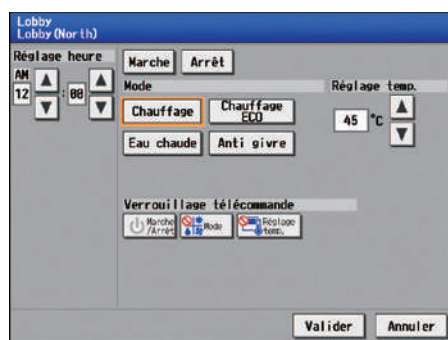 Lobby
Lobby(North)
Réglage heure
Marche Arrêt
AM
12 : 00
Mode
Réglage temp.
Chauffage
Chauffage
ECO
45 °C
Eau chaude
Anti givre
Verrouillage télécommande
Marche
/Arrêt
Mode
Réglage
temp.
Valider
Annuler